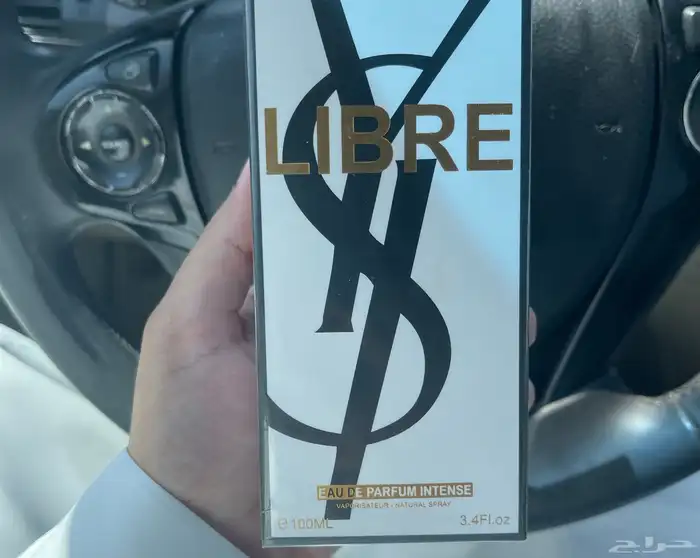 YSL
LIBRE
EAU DE PARFUM INTENSE
VAPORISATEUR - NATURAL SPRAY
e 100ML 3.4Fl.oz
حراج